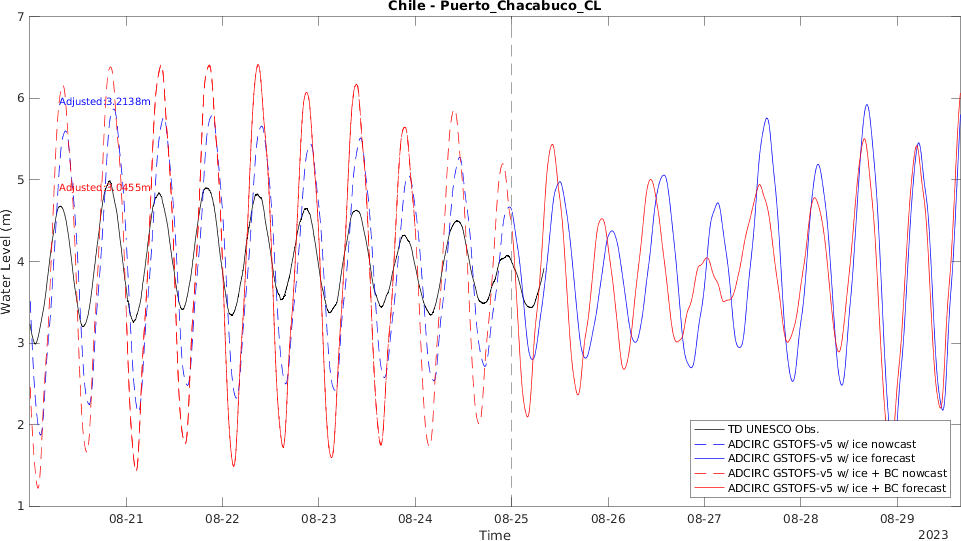 Chile - Puerto_Chacabuco_CL
7
6
5
4
3
2
1
Water Level (m)
Adjusted:3.2138m
Adjusted:3.0455m
TD UNESCO Obs.
ADCIRC GSTOFS-v5 w/ ice nowcast
ADCIRC GSTOFS-v5 w/ ice forecast
ADCIRC GSTOFS-v5 w/ ice + BC nowcast
ADCIRC GSTOFS-v5 w/ ice + BC forecast
08-21 08-22 08-23 08-24 08-25 08-26 08-27 08-28 08-29
Time
2023